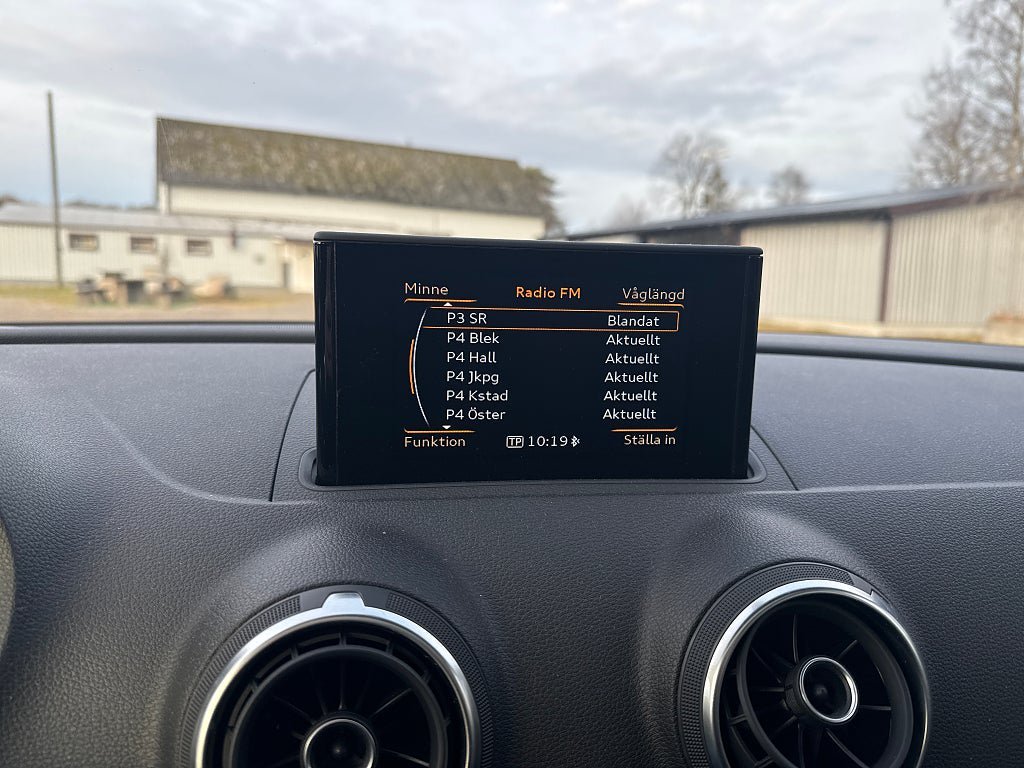 Minne Radio FM Våglängd
P3 SR Blandat
P4 Blek Aktuellt
P4 Hall Aktuellt
P4 Jkpg Aktuellt
P4 Kstad Aktuellt
P4 Öster Aktuellt
Funktion TP 10:19 Ställa in